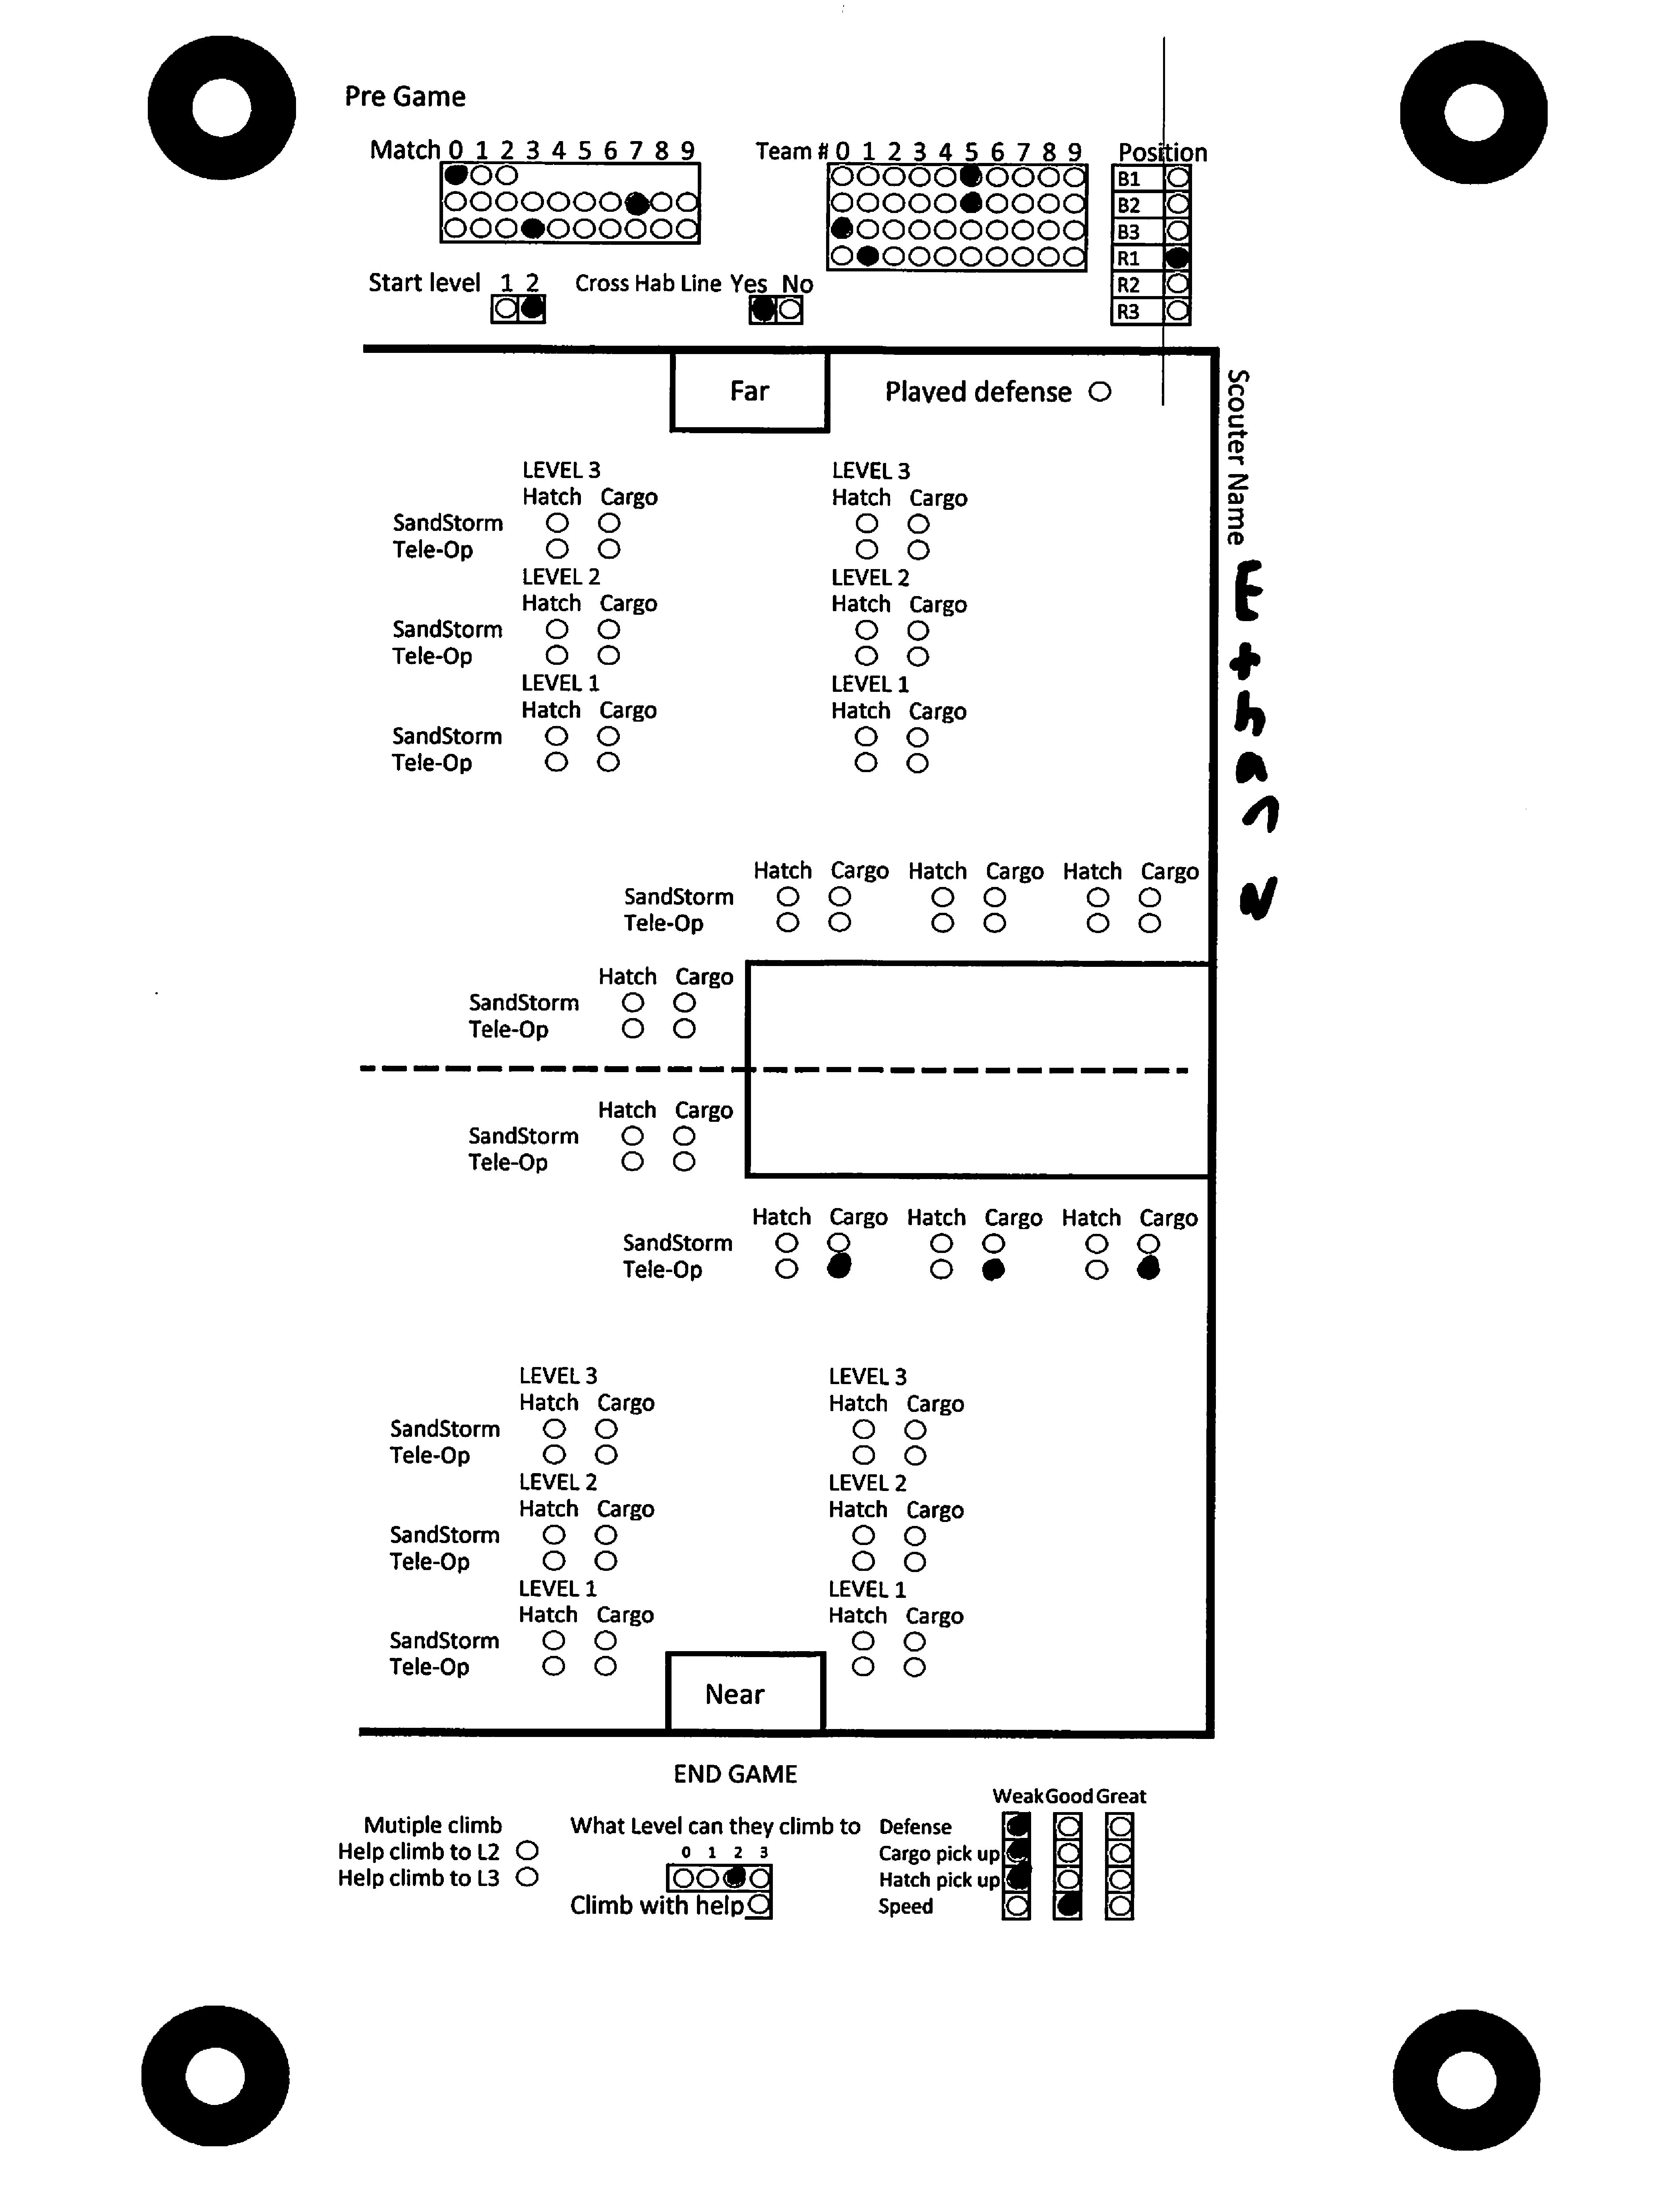 Pre Game
Match 0 1 2 3 4 5 6 7 8 9
Team # 0 1 2 3 4 5 6 7 8 9
Position
B1
B2
B3
R1
R2
R3
Start level 1 2
Cross Hab Line Yes No
Far
Played defense
Scouter Name Ethan N
LEVEL 3 LEVEL 3
Hatch Cargo Hatch Cargo
SandStorm
Tele-Op
LEVEL 2 LEVEL 2
Hatch Cargo Hatch Cargo
SandStorm
Tele-Op
LEVEL 1 LEVEL 1
Hatch Cargo Hatch Cargo
SandStorm
Tele-Op
Hatch Cargo Hatch Cargo Hatch Cargo
SandStorm
Tele-Op
Hatch Cargo
SandStorm
Tele-Op
Hatch Cargo
SandStorm
Tele-Op
Hatch Cargo Hatch Cargo Hatch Cargo
SandStorm
Tele-Op
LEVEL 3 LEVEL 3
Hatch Cargo Hatch Cargo
SandStorm
Tele-Op
LEVEL 2 LEVEL 2
Hatch Cargo Hatch Cargo
SandStorm
Tele-Op
LEVEL 1 LEVEL 1
Hatch Cargo Hatch Cargo
SandStorm
Tele-Op
Near
END GAME
Mutiple climb
Help climb to L2
Help climb to L3
What Level can they climb to
0 1 2 3
Climb with help
Weak Good Great
Defense
Cargo pick up
Hatch pick up
Speed